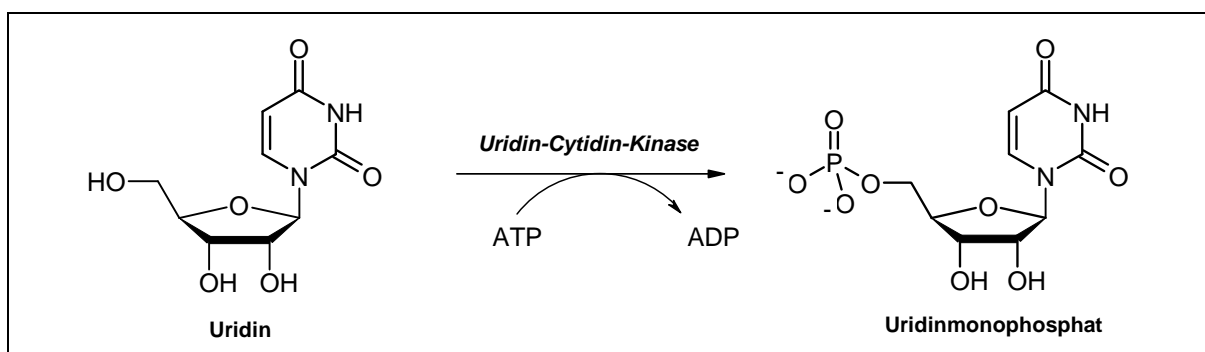 O
NH
N
O
HO
O
OH
OH
Uridin
Uridin-Cytidin-Kinase
ATP
ADP
O
P
-O
O-
O
O
NH
N
O
O
OH
OH
Uridinmonophosphat